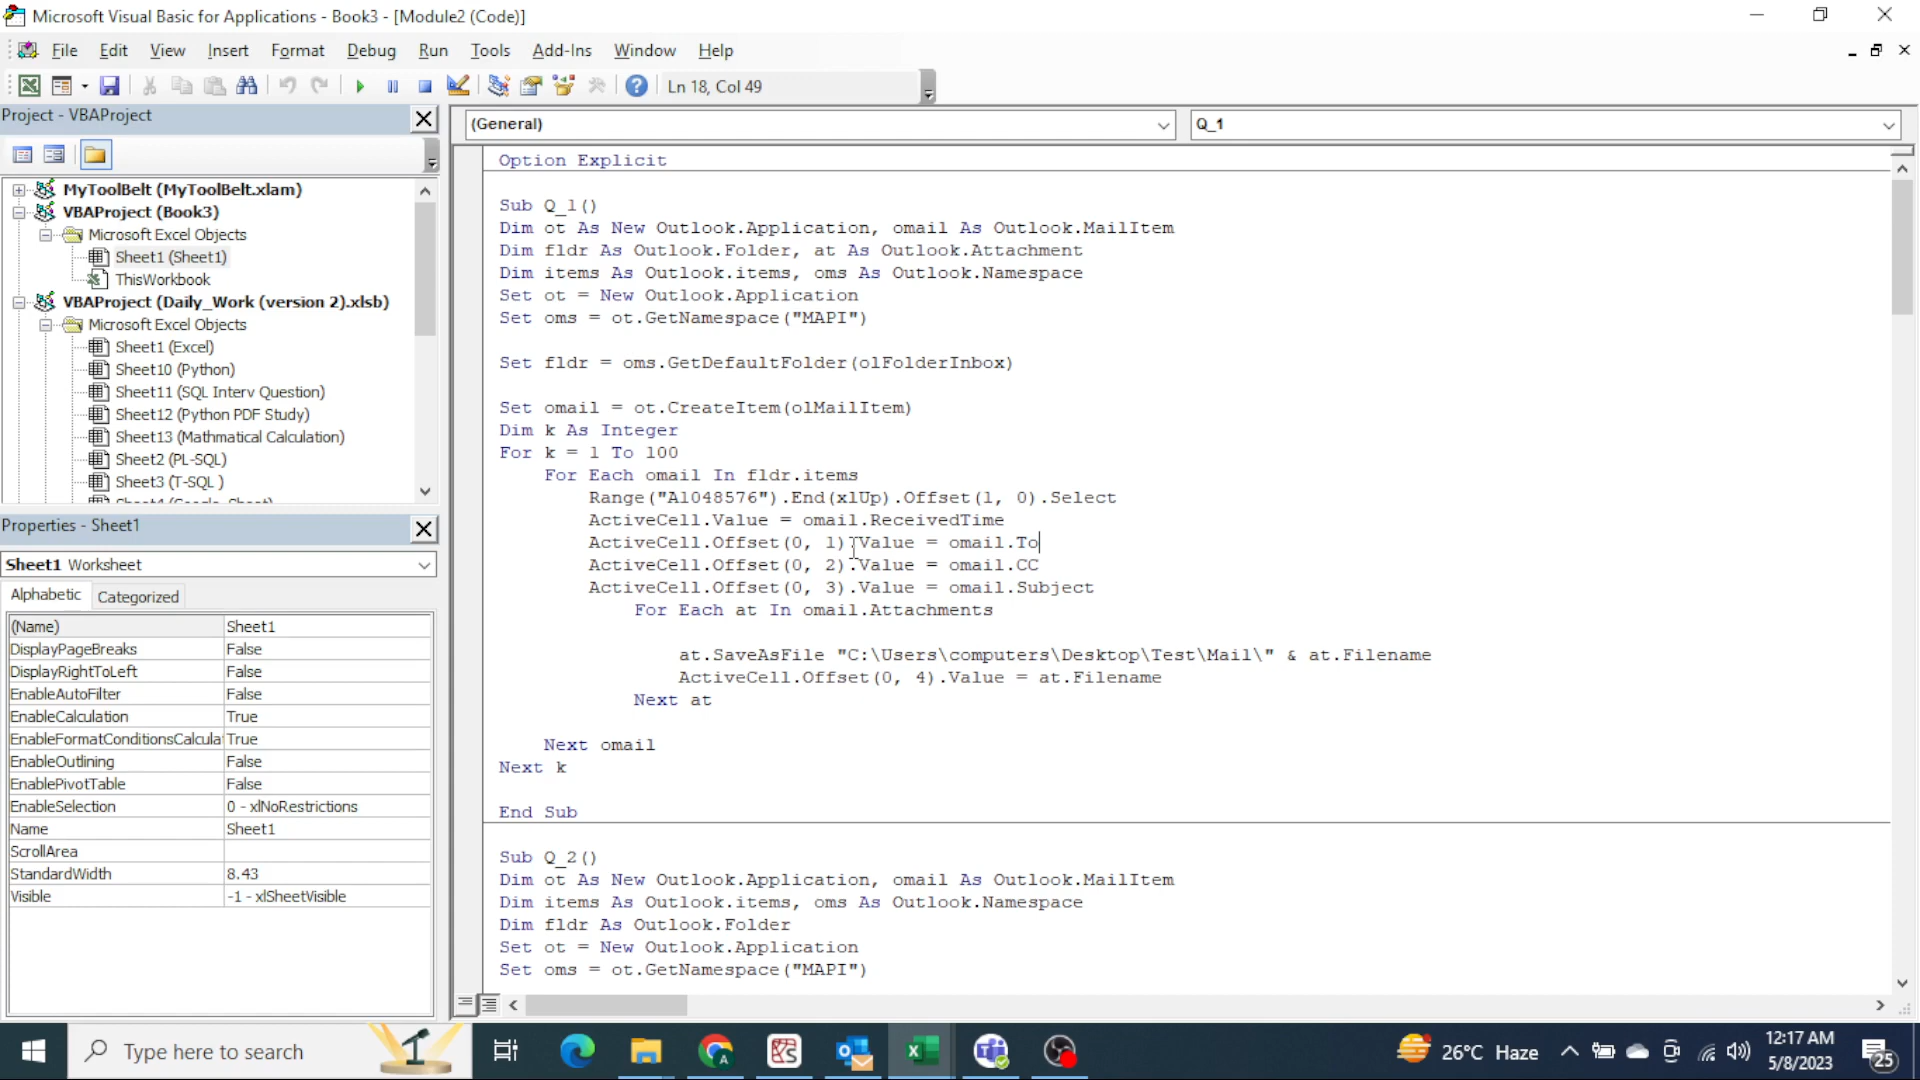 Microsoft Visual Basic for Applications - Book3 - [Module2 (Code)]
File Edit View Insert Format Debug Run Tools Add-Ins Window Help
Ln 18, Col 49
Project - VBAProject
MyToolBelt (MyToolBelt.xlam)
VBAProject (Book3)
Microsoft Excel Objects
Sheet1 (Sheet1)
ThisWorkbook
VBAProject (Daily_Work (version 2).xlsb)
Microsoft Excel Objects
Sheet1 (Excel)
Sheet10 (Python)
Sheet11 (SQL Interv Question)
Sheet12 (Python PDF Study)
Sheet13 (Mathmatical Calculation)
Sheet2 (PL-SQL)
Sheet3 (T-SQL )
Sheet4 (Google Sheet)
Properties - Sheet1
Sheet1 Worksheet
Alphabetic Categorized
(Name) Sheet1
DisplayPageBreaks False
DisplayRightToLeft False
EnableAutoFilter False
EnableCalculation True
EnableFormatConditionsCalcula True
EnableOutlining False
EnablePivotTable False
EnableSelection 0 - xlNoRestrictions
Name Sheet1
ScrollArea
StandardWidth 8.43
Visible -1 - xlSheetVisible
(General) Q_1
Option Explicit
Sub Q_1()
Dim ot As New Outlook.Application, omail As Outlook.MailItem
Dim fldr As Outlook.Folder, at As Outlook.Attachment
Dim items As Outlook.items, oms As Outlook.Namespace
Set ot = New Outlook.Application
Set oms = ot.GetNamespace("MAPI")
Set fldr = oms.GetDefaultFolder(olFolderInbox)
Set omail = ot.CreateItem(olMailItem)
Dim k As Integer
For k = 1 To 100
For Each omail In fldr.items
Range("A1048576").End(xlUp).Offset(1, 0).Select
ActiveCell.Value = omail.ReceivedTime
ActiveCell.Offset(0, 1).Value = omail.To
ActiveCell.Offset(0, 2).Value = omail.CC
ActiveCell.Offset(0, 3).Value = omail.Subject
For Each at In omail.Attachments
at.SaveAsFile "C:\Users\computers\Desktop\Test\Mail\" & at.Filename
ActiveCell.Offset(0, 4).Value = at.Filename
Next at
Next omail
Next k
End Sub
Sub Q_2()
Dim ot As New Outlook.Application, omail As Outlook.MailItem
Dim items As Outlook.items, oms As Outlook.Namespace
Dim fldr As Outlook.Folder
Set ot = New Outlook.Application
Set oms = ot.GetNamespace("MAPI")
Type here to search
26°C Haze
12:17 AM
5/8/2023
25